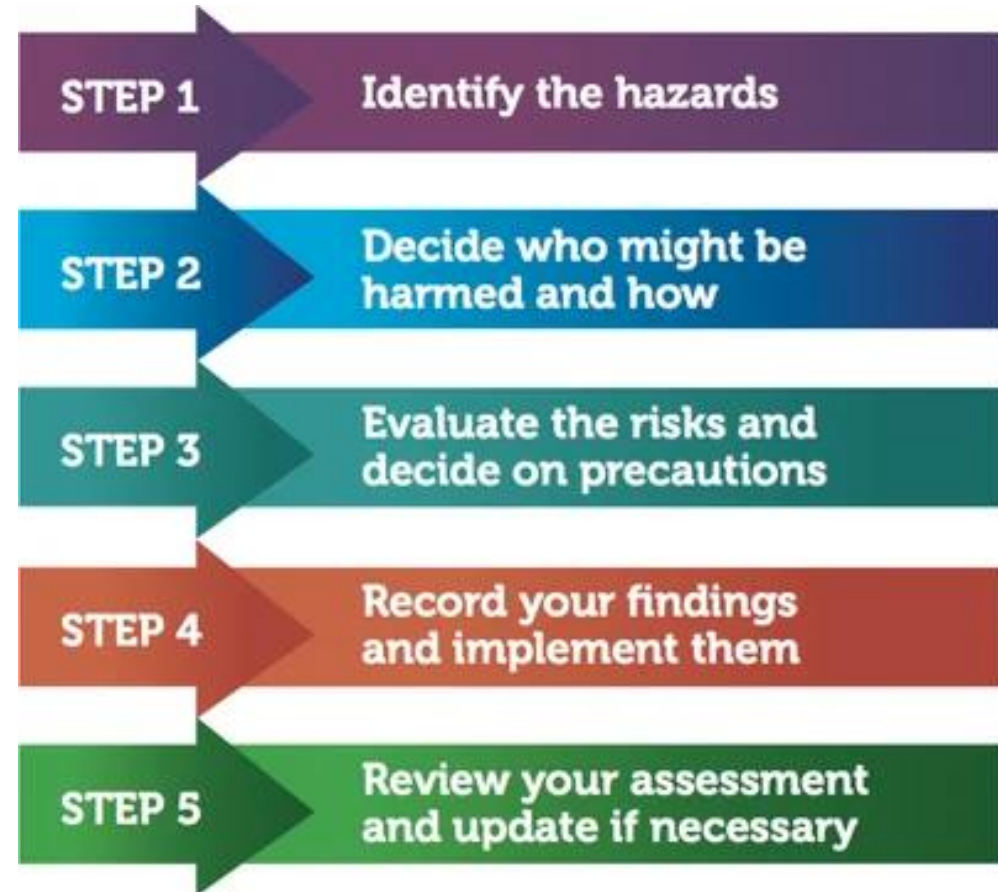 STEP 1
Identify the hazards
STEP 2
Decide who might be
harmed and how
STEP 3
Evaluate the risks and
decide on precautions
STEP 4
Record your findings
and implement them
STEP 5
Review your assessment
and update if necessary